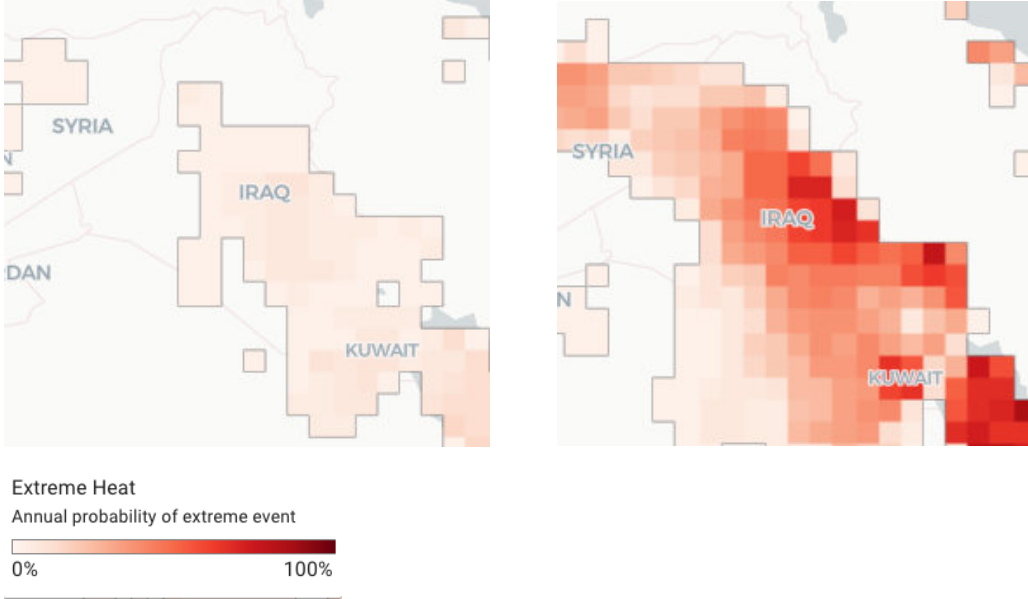 SYRIA
N
IRAQ
DAN
KUWAIT
SYRIA
IRAQ
N
KUWAIT
Extreme Heat
Annual probability of extreme event
0% 100%